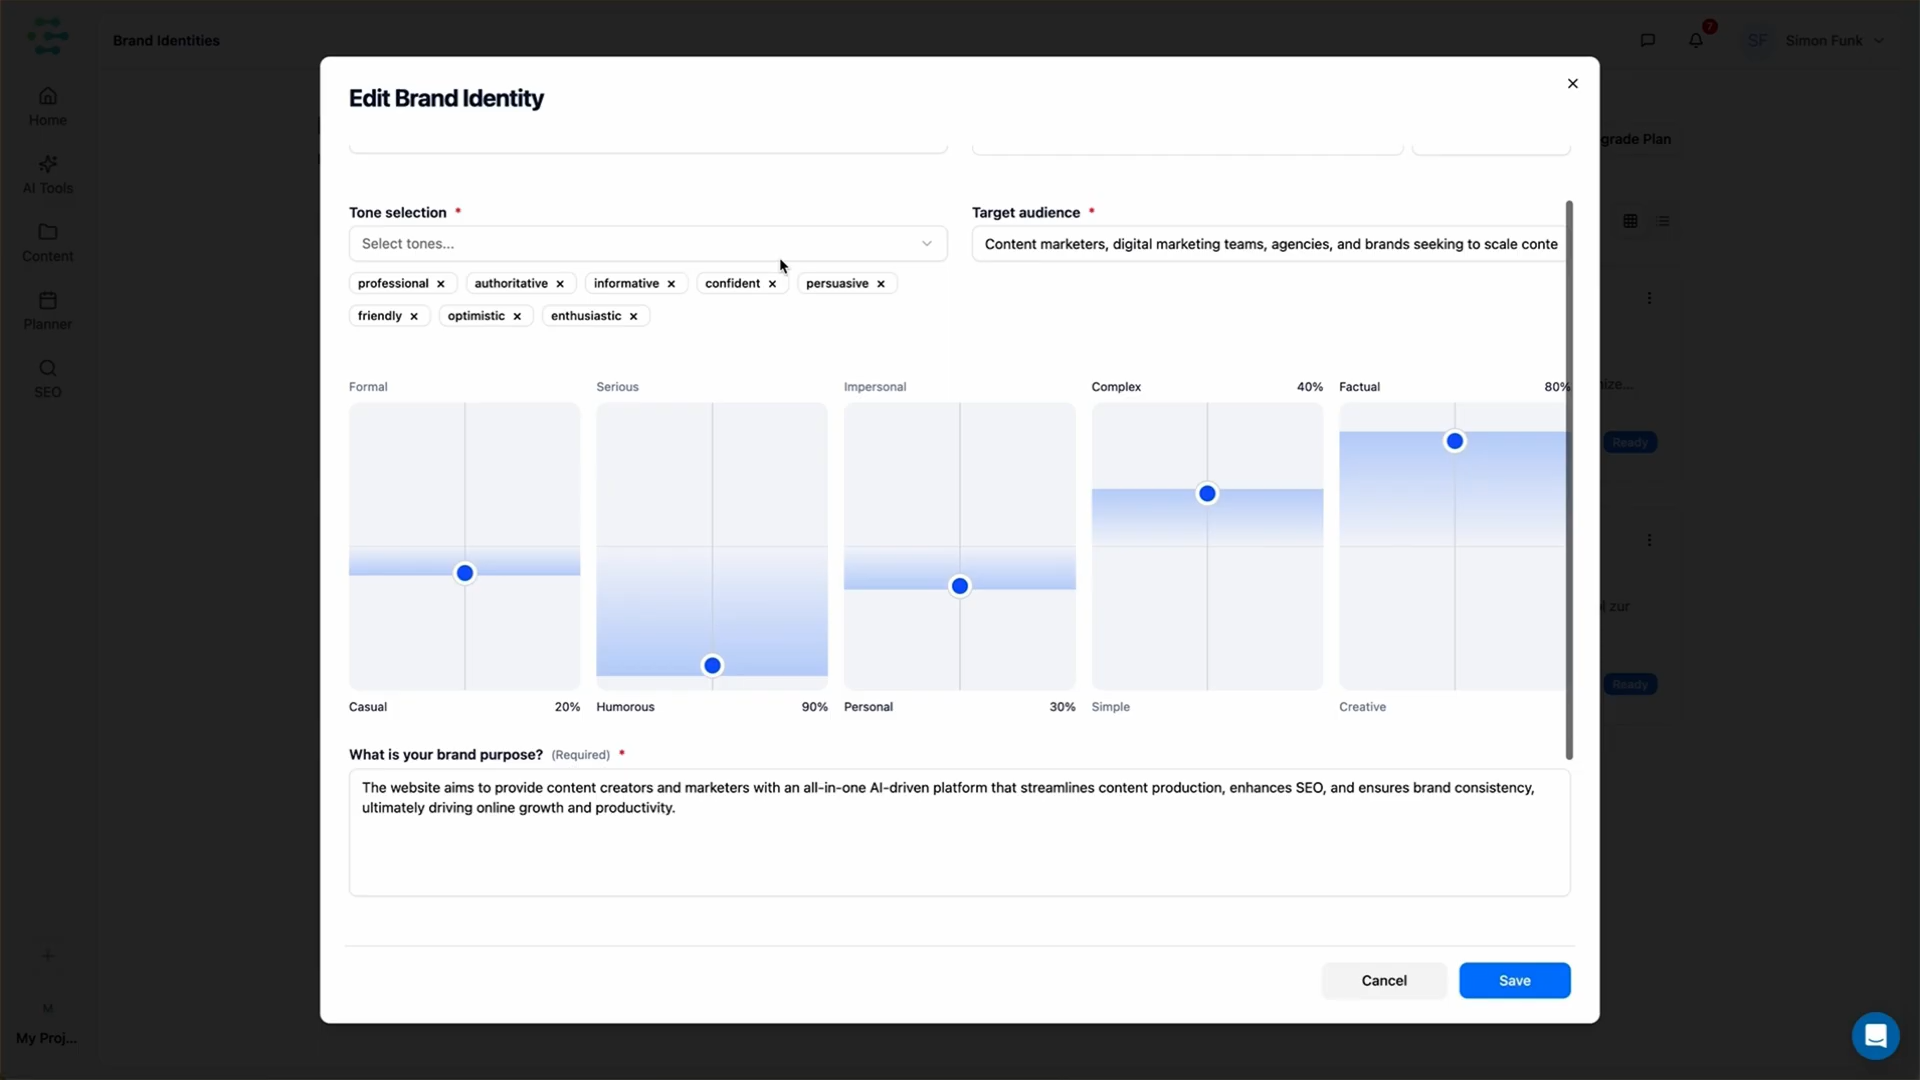 Brand Identities
7
SF
Simon Funk
Home
AI Tools
Content
Planner
SEO
M
My Proj...
grade Plan
Ready
Ready
zur
Edit Brand Identity
Tone selection *
Target audience *
Select tones...
Content marketers, digital marketing teams, agencies, and brands seeking to scale conte
professional × authoritative × informative × confident × persuasive ×
friendly × optimistic × enthusiastic ×
Formal Serious Impersonal Complex 40% Factual 80%
Casual 20% Humorous 90% Personal 30% Simple Creative
What is your brand purpose? (Required) *
The website aims to provide content creators and marketers with an all-in-one AI-driven platform that streamlines content production, enhances SEO, and ensures brand consistency,
ultimately driving online growth and productivity.
Cancel Save